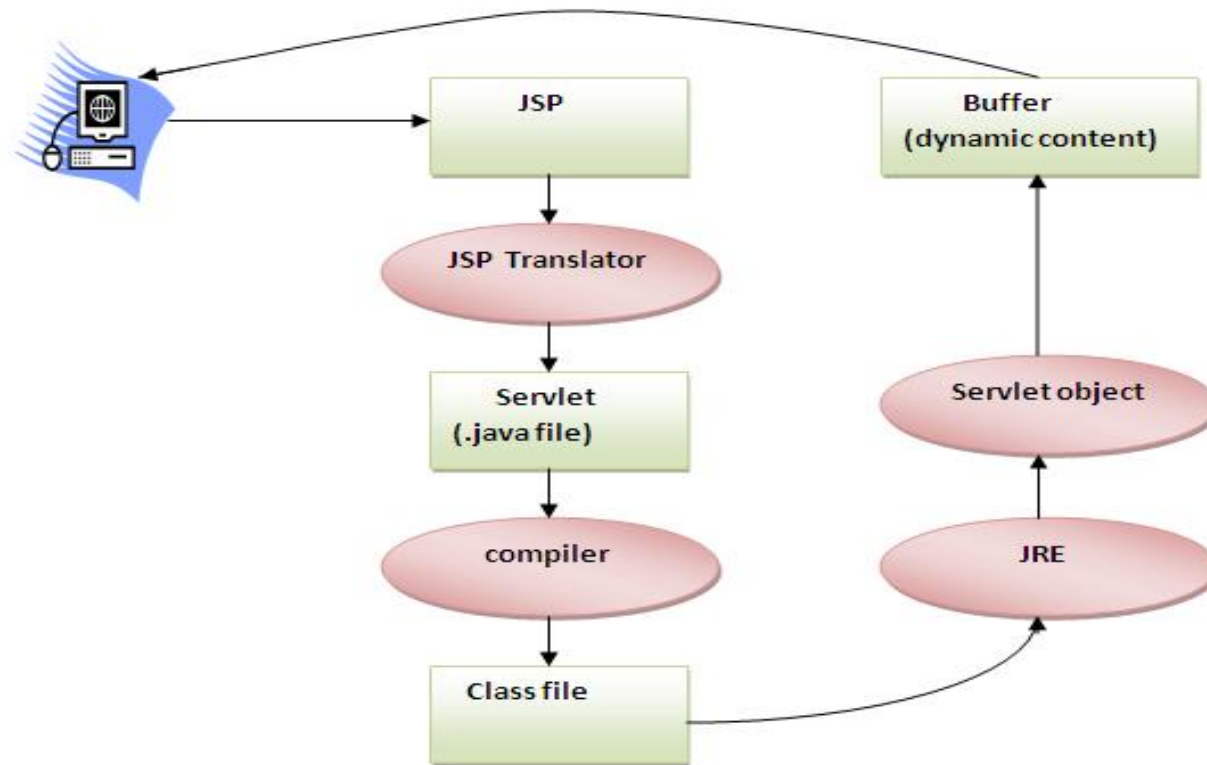 JSP
JSP Translator
Servlet
(.java file)
compiler
Class file
JRE
Servlet object
Buffer
(dynamic content)